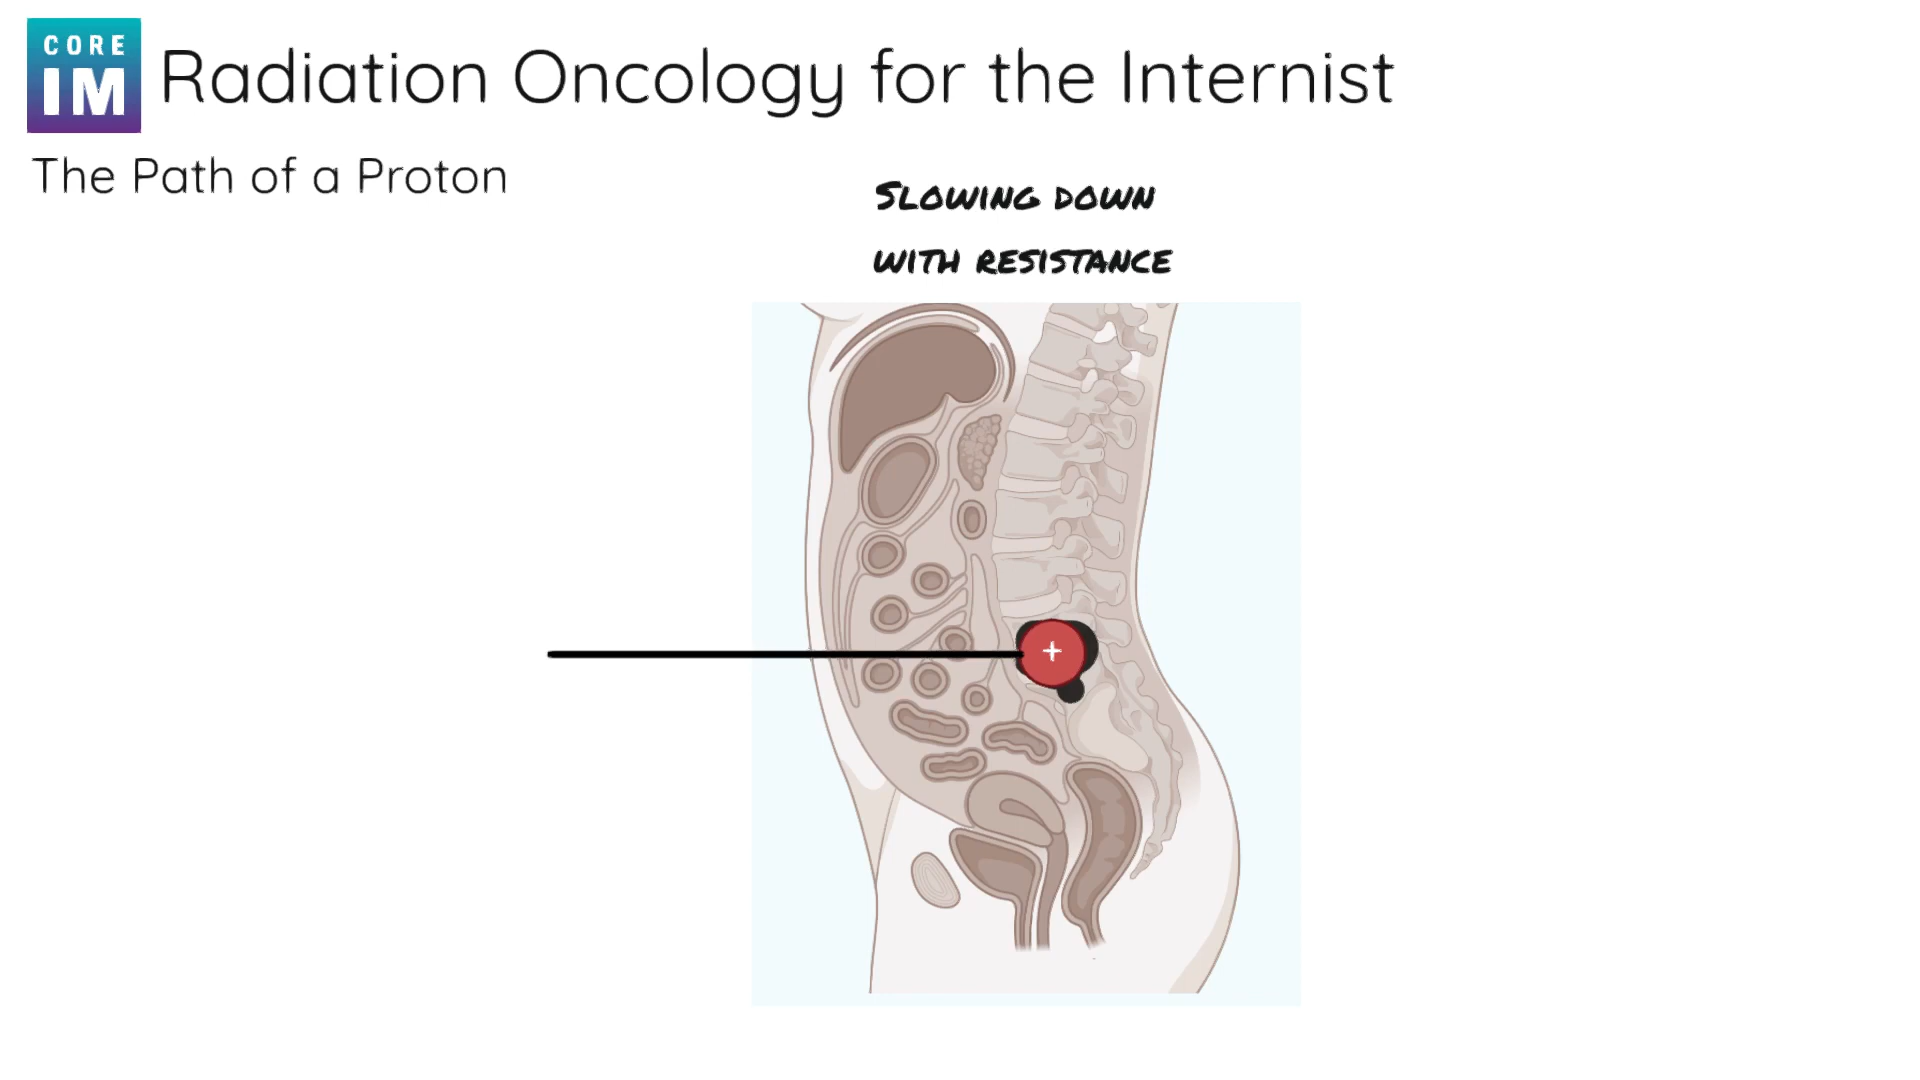 CORE
IM
Radiation Oncology for the Internist
The Path of a Proton
SLOWING DOWN
WITH RESISTANCE
+